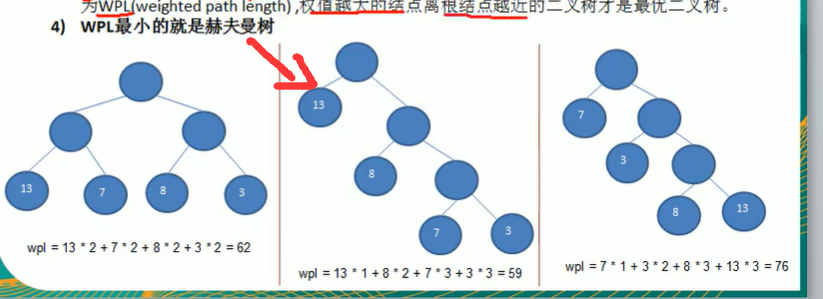 为WPL(weighted path length) ,权值越大的结点离根结点越近的二叉树才是最优二叉树。
4) WPL最小的就是赫夫曼树
13
7
8
3
wpl = 13 * 2 + 7 * 2 + 8 * 2 + 3 * 2 = 62
13
8
7
3
wpl = 13 * 1 + 8 * 2 + 7 * 3 + 3 * 3 = 59
7
3
8
13
wpl = 7 * 1 + 3 * 2 + 8 * 3 + 13 * 3 = 76